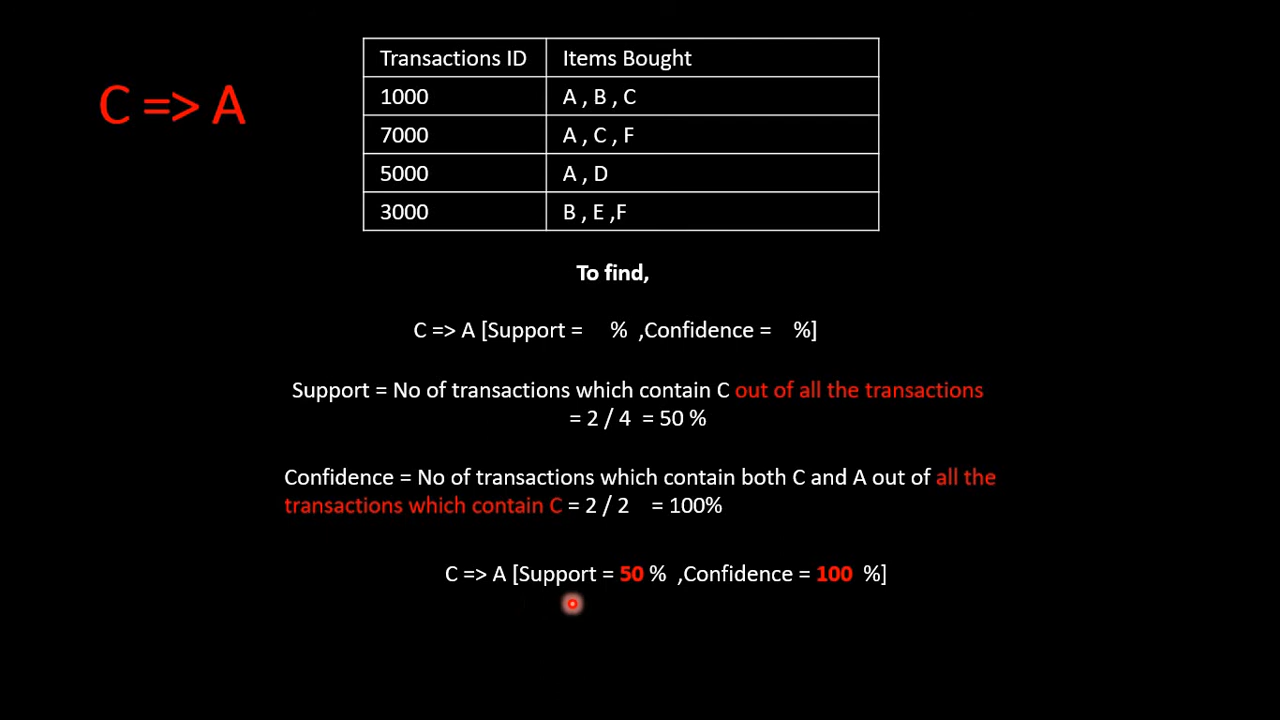 C => A
Transactions ID Items Bought
1000 A , B , C
7000 A , C , F
5000 A , D
3000 B , E ,F
To find,
C => A [Support = % ,Confidence = %]
Support = No of transactions which contain C out of all the transactions
= 2 / 4 = 50 %
Confidence = No of transactions which contain both C and A out of all the
transactions which contain C = 2 / 2 = 100%
C => A [Support = 50 % ,Confidence = 100 %]